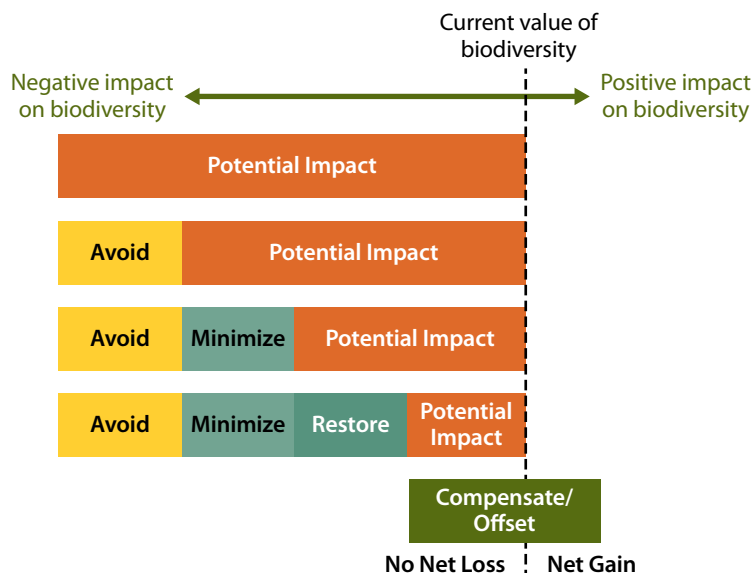 Current value of
biodiversity
Negative impact
on biodiversity
Positive impact
on biodiversity
Potential Impact
Avoid
Potential Impact
Avoid
Minimize
Potential Impact
Avoid
Minimize
Restore
Potential
Impact
Compensate/
Offset
No Net Loss
Net Gain